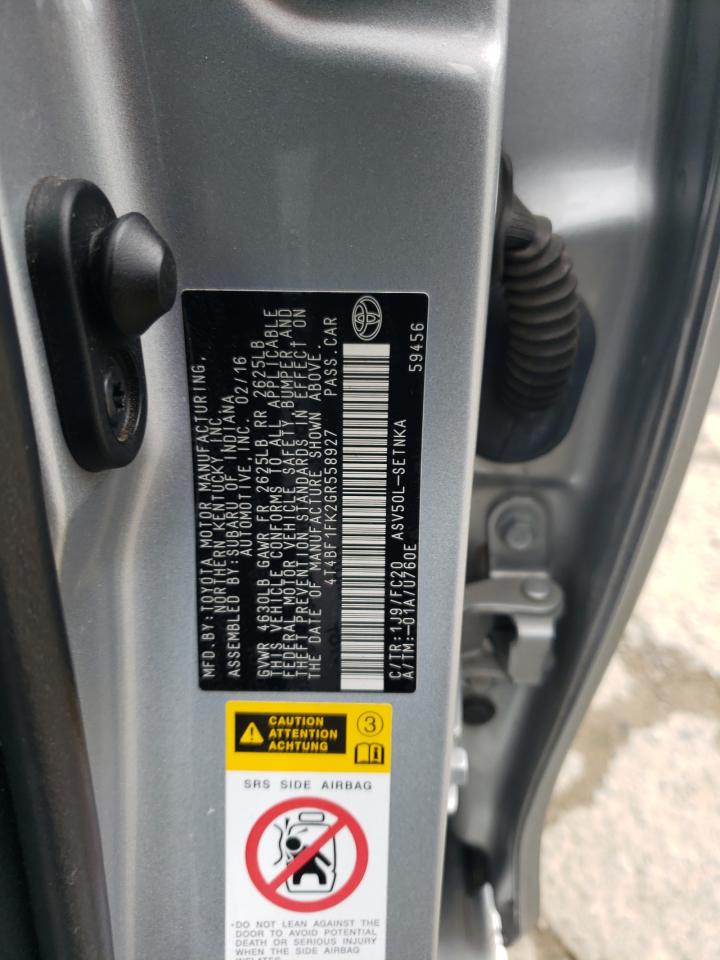 MFD.BY:TOYOTA MOTOR MANUFACTURING,
NORTHERN KENTUCKY, INC.
ASSEMBLED BY:SUBARU OF INDIANA
AUTOMOTIVE,INC. 02/16
GVWR 4630LB GAWR FR 2625LB RR 2625LB
THIS VEHICLE CONFORMS TO ALL APPLICABLE
FEDERAL MOTOR VEHICLE SAFETY, BUMPER, AND
THEFT PREVENTION STANDARDS IN EFFECT ON
THE DATE OF MANUFACTURE SHOWN ABOVE.
4T4BF1FK2GR558927 PASS.CAR
C/TR:1J9/FC20 ASV50L-SETNKA 59456
A/TM:-01A/U760E
CAUTION
ATTENTION
ACHTUNG
3
SRS SIDE AIRBAG
•DO NOT LEAN AGAINST THE
DOOR TO AVOID POTENTIAL
DEATH OR SERIOUS INJURY
WHEN THE SIDE AIRBAG
INFLATES